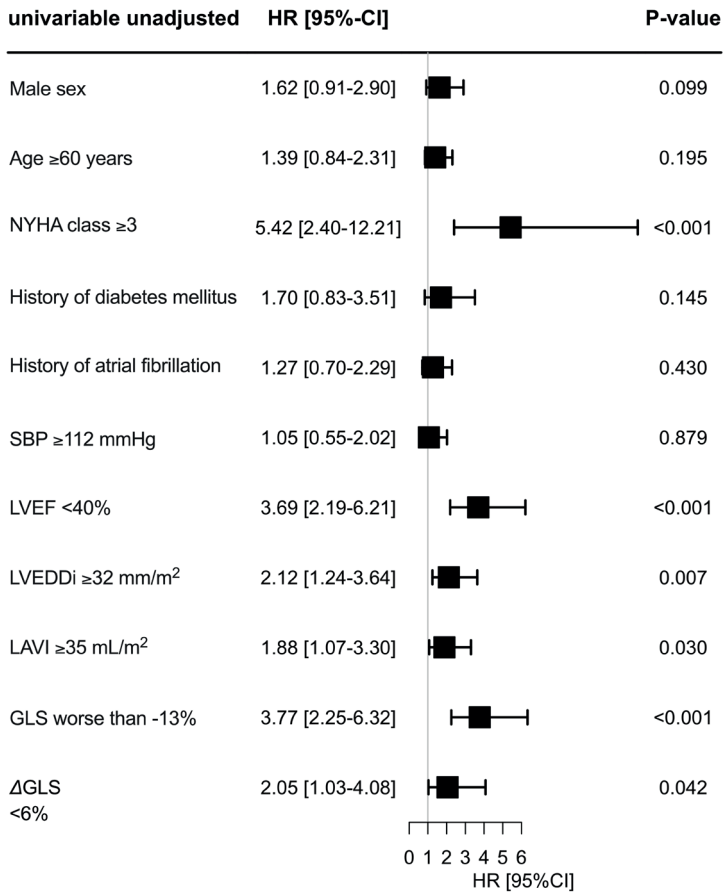 univariable unadjusted HR [95%-CI] P-value
Male sex 1.62 [0.91-2.90] 0.099
Age ≥60 years 1.39 [0.84-2.31] 0.195
NYHA class ≥3 5.42 [2.40-12.21] <0.001
History of diabetes mellitus 1.70 [0.83-3.51] 0.145
History of atrial fibrillation 1.27 [0.70-2.29] 0.430
SBP ≥112 mmHg 1.05 [0.55-2.02] 0.879
LVEF <40% 3.69 [2.19-6.21] <0.001
LVEDDi ≥32 mm/m² 2.12 [1.24-3.64] 0.007
LAVI ≥35 mL/m² 1.88 [1.07-3.30] 0.030
GLS worse than -13% 3.77 [2.25-6.32] <0.001
ΔGLS 2.05 [1.03-4.08] 0.042
<6%
0 1 2 3 4 5 6
HR [95%CI]